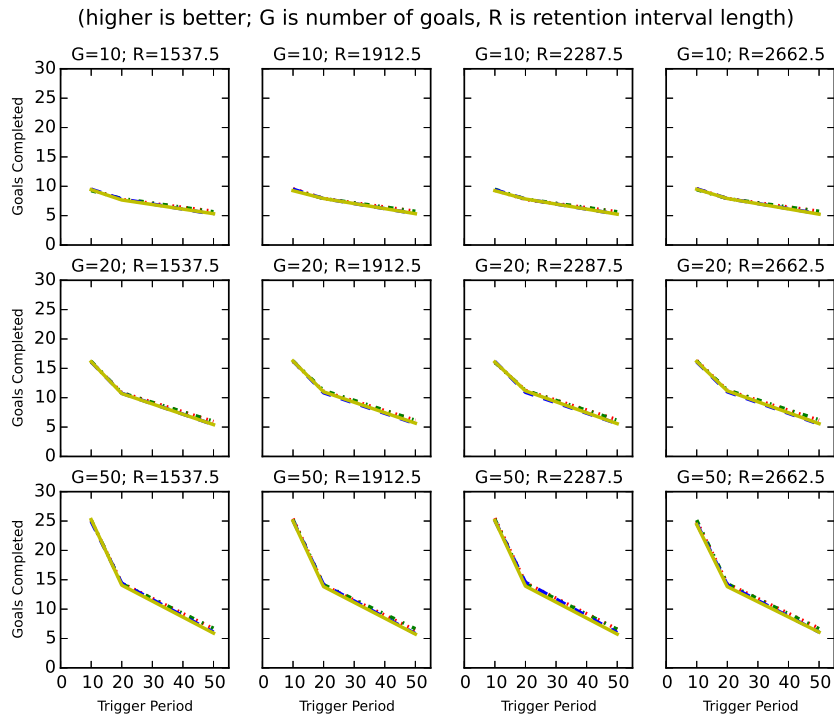 (higher is better; G is number of goals, R is retention interval length)
G=10; R=1537.5 G=10; R=1912.5 G=10; R=2287.5 G=10; R=2662.5
30
25
20
15
10
5
0
Goals Completed
G=20; R=1537.5 G=20; R=1912.5 G=20; R=2287.5 G=20; R=2662.5
30
25
20
15
10
5
0
Goals Completed
G=50; R=1537.5 G=50; R=1912.5 G=50; R=2287.5 G=50; R=2662.5
30
25
20
15
10
5
0
Goals Completed
0 10 20 30 40 50 0 10 20 30 40 50 0 10 20 30 40 50 0 10 20 30 40 50
Trigger Period Trigger Period Trigger Period Trigger Period